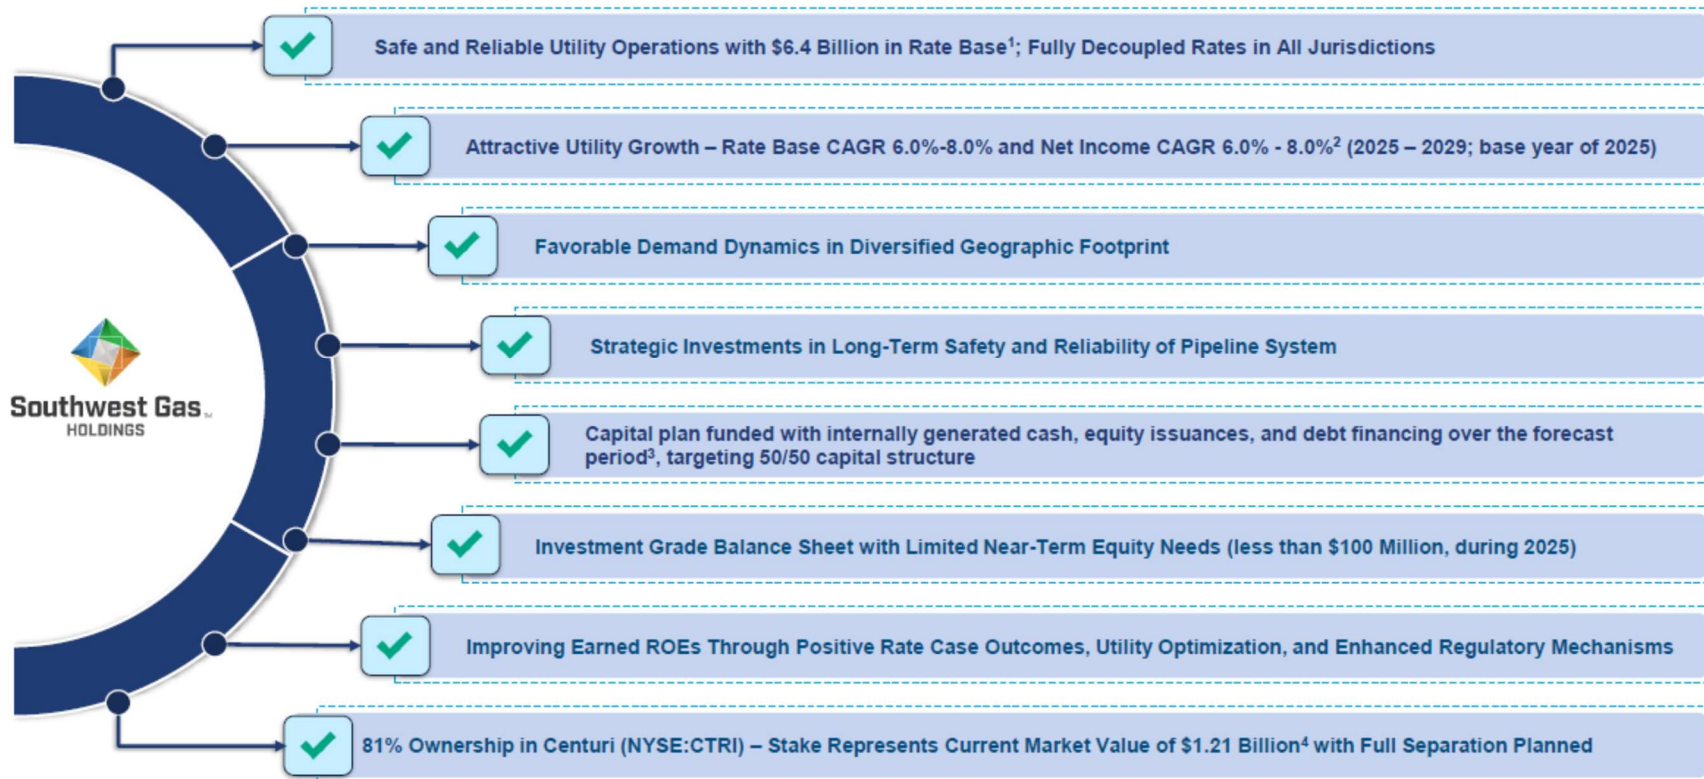 Safe and Reliable Utility Operations with $6.4 Billion in Rate Base¹; Fully Decoupled Rates in All Jurisdictions
Attractive Utility Growth – Rate Base CAGR 6.0%-8.0% and Net Income CAGR 6.0% - 8.0%² (2025 – 2029; base year of 2025)
Favorable Demand Dynamics in Diversified Geographic Footprint
Strategic Investments in Long-Term Safety and Reliability of Pipeline System
Southwest Gas
HOLDINGS
Capital plan funded with internally generated cash, equity issuances, and debt financing over the forecast
period³, targeting 50/50 capital structure
Investment Grade Balance Sheet with Limited Near-Term Equity Needs (less than $100 Million, during 2025)
Improving Earned ROEs Through Positive Rate Case Outcomes, Utility Optimization, and Enhanced Regulatory Mechanisms
81% Ownership in Centuri (NYSE:CTRI) – Stake Represents Current Market Value of $1.21 Billion⁴ with Full Separation Planned